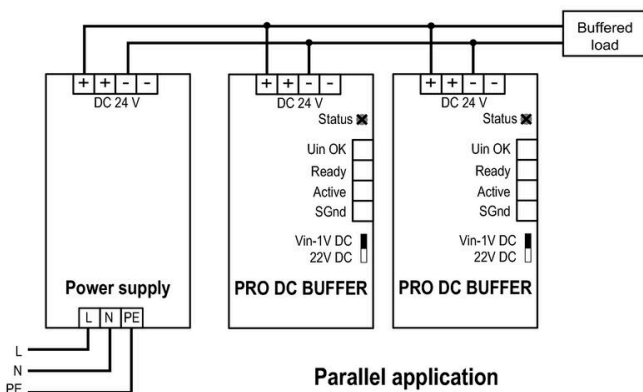 Buffered
load
+ + - -
DC 24 V
Power supply
L N PE
L
N
PE
+ + - -
DC 24 V
Status
Uin OK
Ready
Active
SGnd
Vin-1V DC
22V DC
PRO DC BUFFER
+ + - -
DC 24 V
Status
Uin OK
Ready
Active
SGnd
Vin-1V DC
22V DC
PRO DC BUFFER
Parallel application